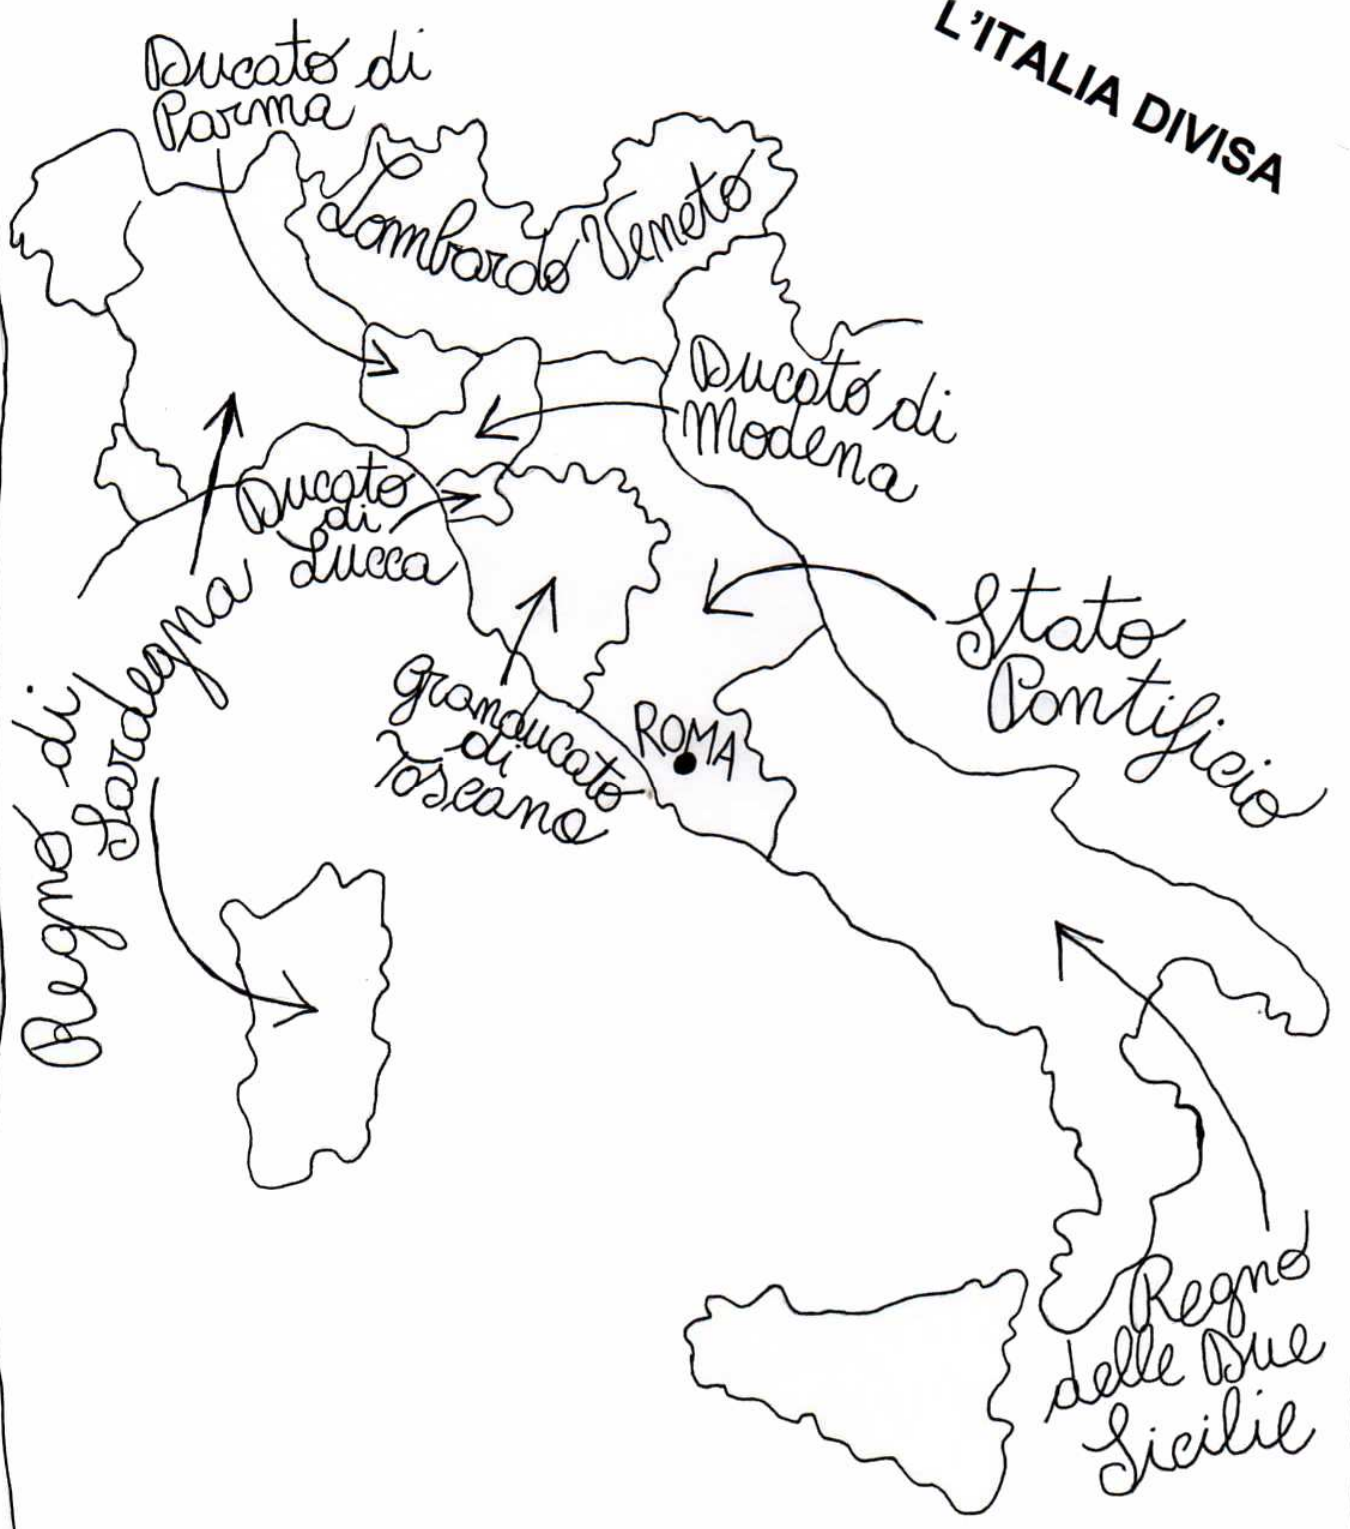 L'ITALIA DIVISA
Ducato di
Parma
Lombardo Veneto
Ducato di
Modena
Ducato
di
Lucca
Stato
Pontificio
Granducato
di
Toscana
ROMA
Regno di
Sardegna
Regno
delle Due
Sicilie